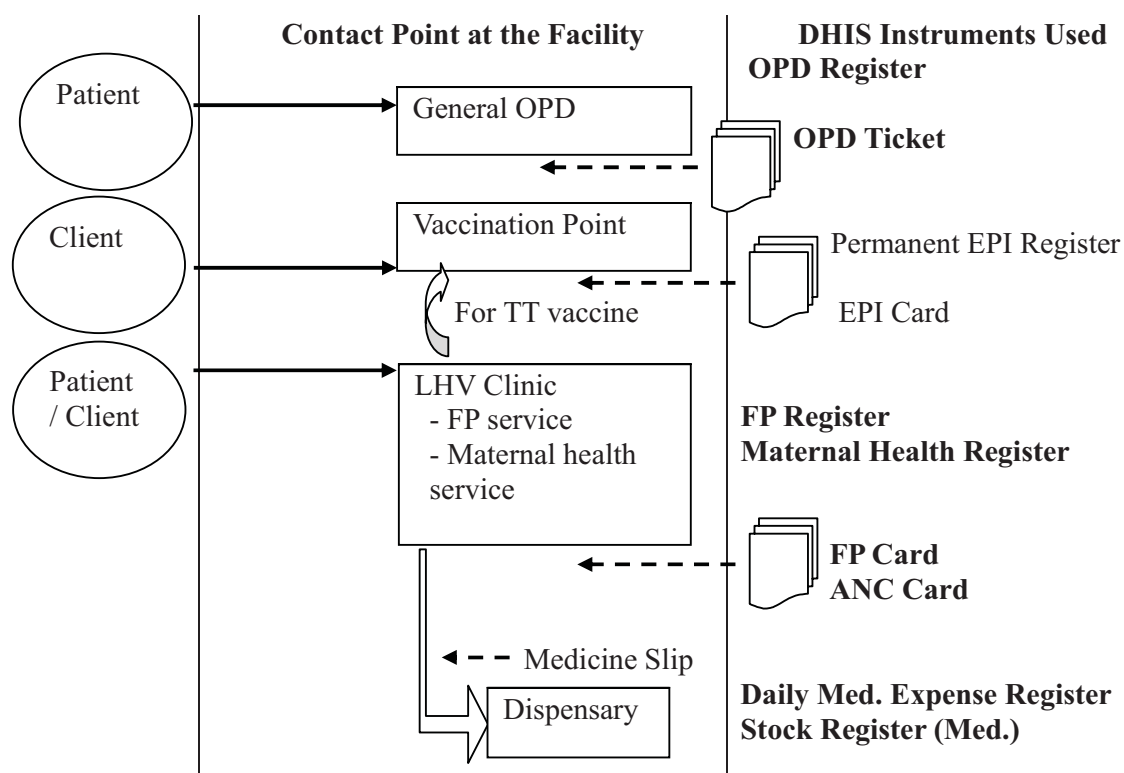 Contact Point at the Facility
DHIS Instruments Used
OPD Register
Patient
General OPD
OPD Ticket
Client
Vaccination Point
Permanent EPI Register
For TT vaccine
EPI Card
Patient
/ Client
LHV Clinic
- FP service
- Maternal health
service
FP Register
Maternal Health Register
FP Card
ANC Card
Medicine Slip
Dispensary
Daily Med. Expense Register
Stock Register (Med.)